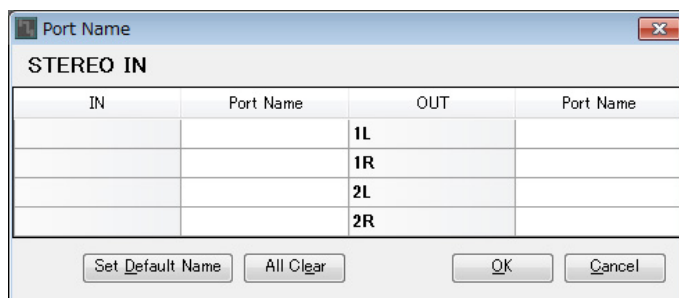 Port Name
STEREO IN
IN Port Name OUT Port Name
1L
1R
2L
2R
Set Default Name All Clear OK Cancel